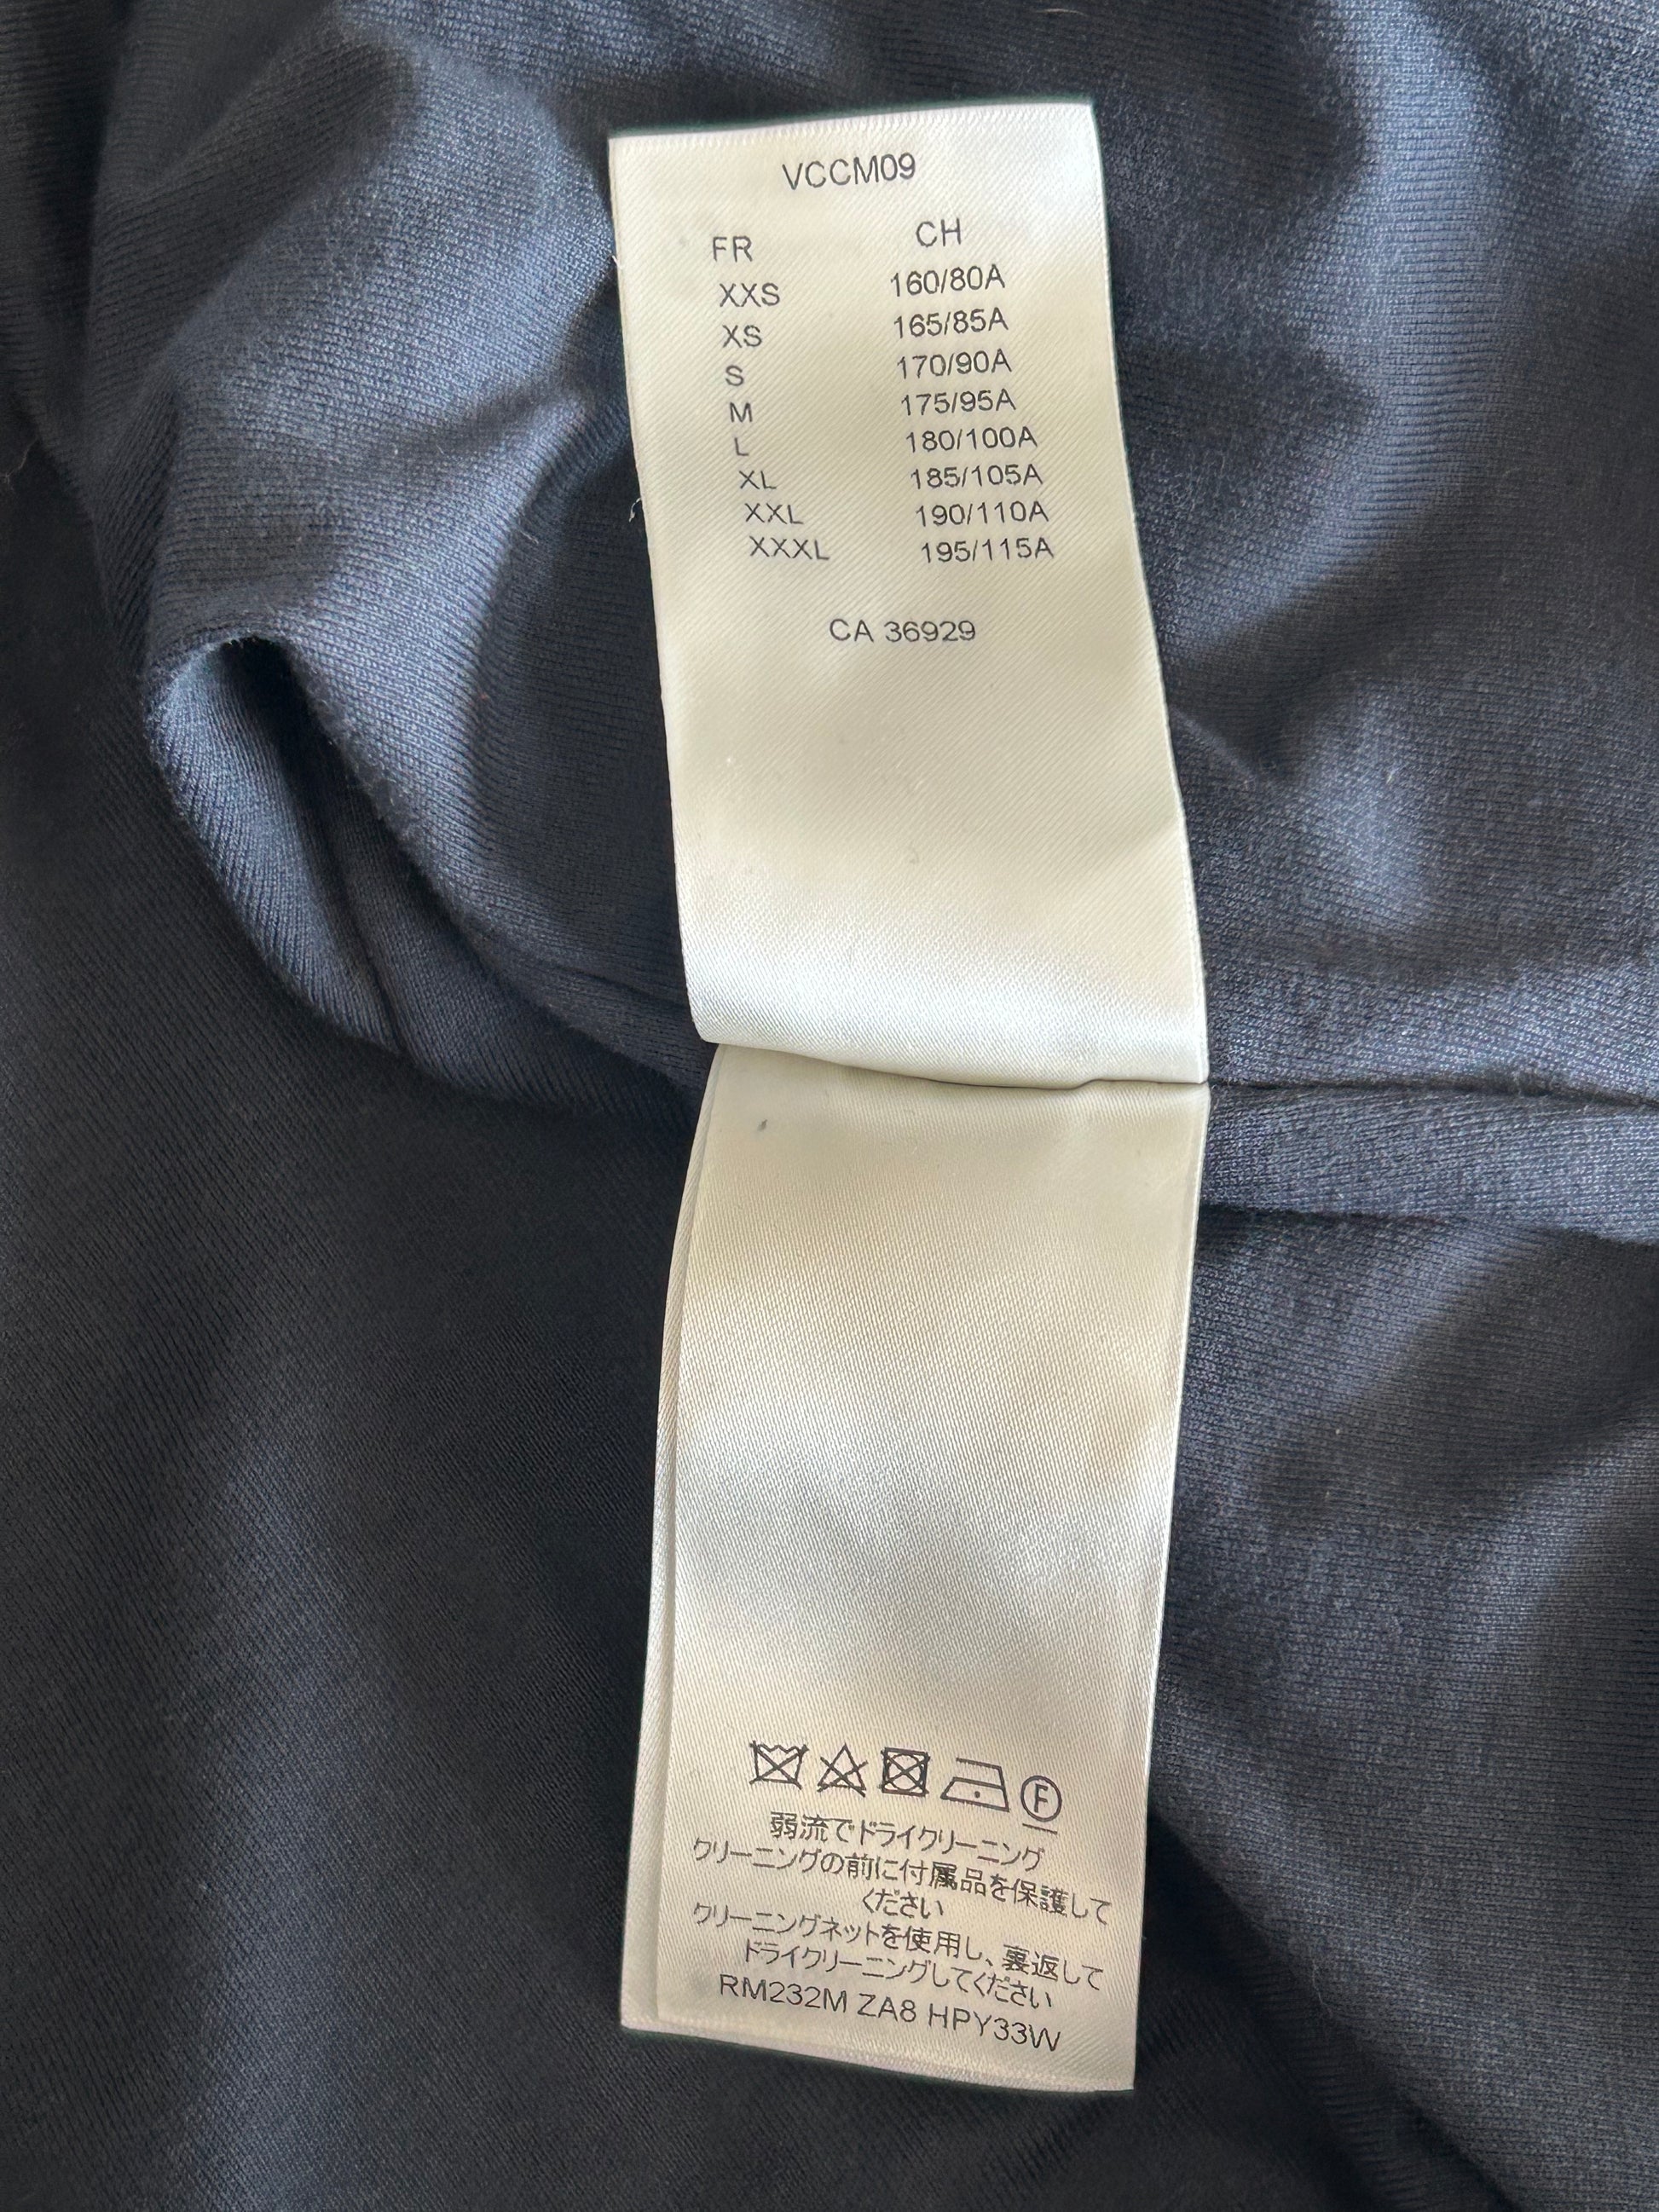 VCCM09
FR CH
XXS 160/80A
XS 165/85A
S 170/90A
M 175/95A
L 180/100A
XL 185/105A
XXL 190/110A
XXXL 195/115A
CA 36929
F
弱流でドライクリーニング
クリーニングの前に付属品を保護して
ください
クリーニングネットを使用し、裏返して
ドライクリーニングしてください
RM232M ZA8 HPY33W